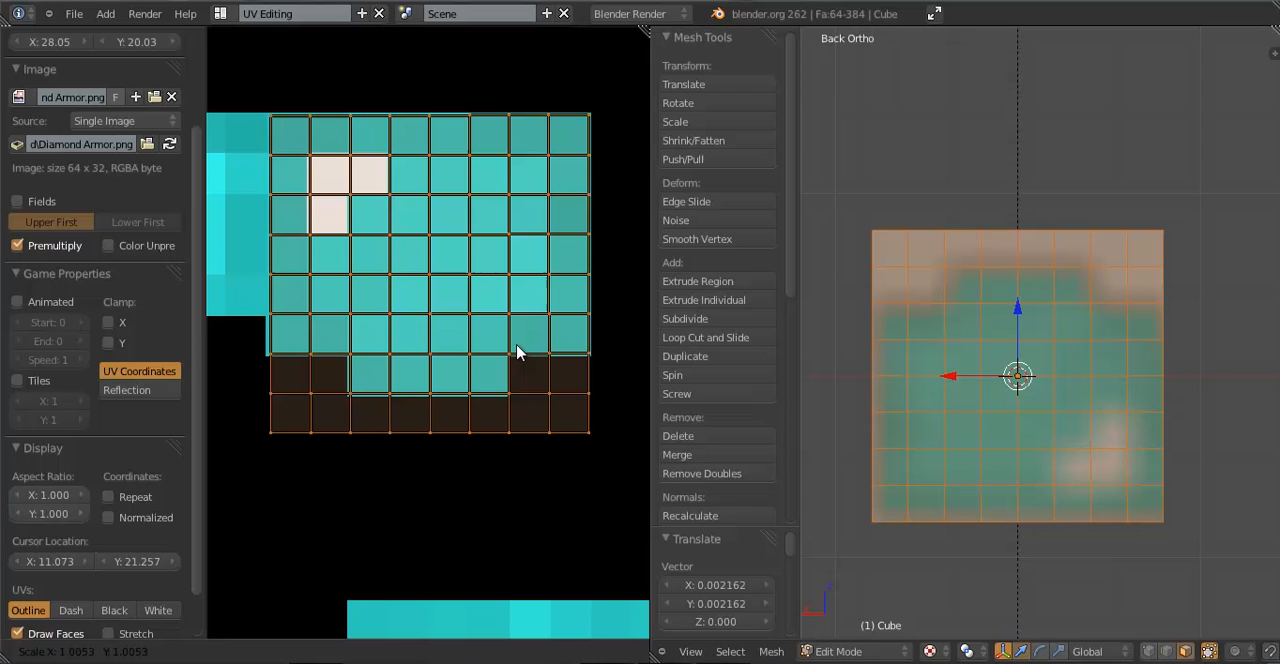 View Add Render Help UV Editing Scene Blender Render blender.org 262 | Fa:64-384 | Cube
X: 28.05 Y: 20.03
Image
nd Armor.png F
Source: Single Image
d\Diamond Armor.png
Image: size 64 x 32, RGBA byte
Fields
Upper First Lower First
Premultiply Color Unpre
Game Properties
Animated Clamp:
Start: 0 X
End: 0 Y
Speed: 1
Tiles UV Coordinates
X: 1 Reflection
Y: 1
Display
Aspect Ratio: Coordinates:
X: 1.000 Repeat
Y: 1.000 Normalized
Cursor Location:
X: 11.073 Y: 21.257
UVs:
Outline Dash Black White
Draw Faces Stretch
Scale X: 1.0053 Y: 1.0053
Mesh Tools
Transform:
Translate
Rotate
Scale
Shrink/Fatten
Push/Pull
Deform:
Edge Slide
Noise
Smooth Vertex
Add:
Extrude Region
Extrude Individual
Subdivide
Loop Cut and Slide
Duplicate
Spin
Screw
Remove:
Delete
Merge
Remove Doubles
Normals:
Recalculate
Translate
Vector
X: 0.002162
Y: 0.002162
Z: 0.000
Back Ortho
(1) Cube
View Select Mesh Edit Mode Global